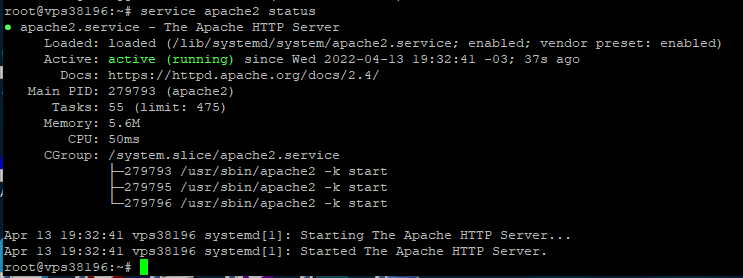 root@vps38196:~# service apache2 status
● apache2.service - The Apache HTTP Server
Loaded: loaded (/lib/systemd/system/apache2.service; enabled; vendor preset: enabled)
Active: active (running) since Wed 2022-04-13 19:32:41 -03; 37s ago
Docs: https://httpd.apache.org/docs/2.4/
Main PID: 279793 (apache2)
Tasks: 55 (limit: 475)
Memory: 5.6M
CPU: 50ms
CGroup: /system.slice/apache2.service
├─279793 /usr/sbin/apache2 -k start
├─279795 /usr/sbin/apache2 -k start
└─279796 /usr/sbin/apache2 -k start
Apr 13 19:32:41 vps38196 systemd[1]: Starting The Apache HTTP Server...
Apr 13 19:32:41 vps38196 systemd[1]: Started The Apache HTTP Server.
root@vps38196:~#